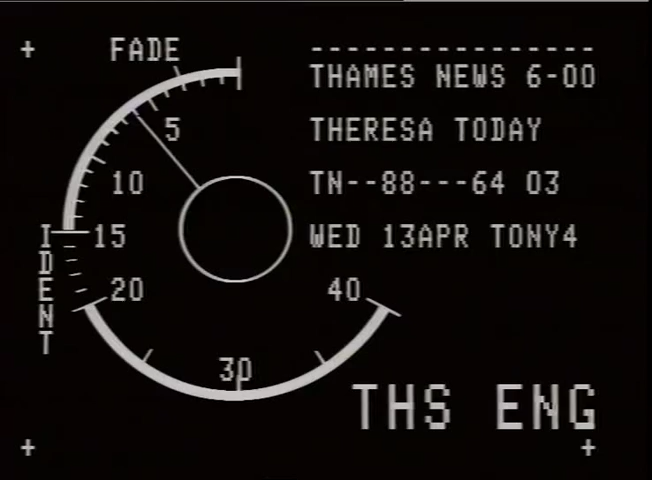 FADE
5
10
15
20
30
40
IDENT
----------------
THAMES NEWS 6-00
THERESA TODAY
TN--88---64 03
WED 13APR TONY4
THS ENG